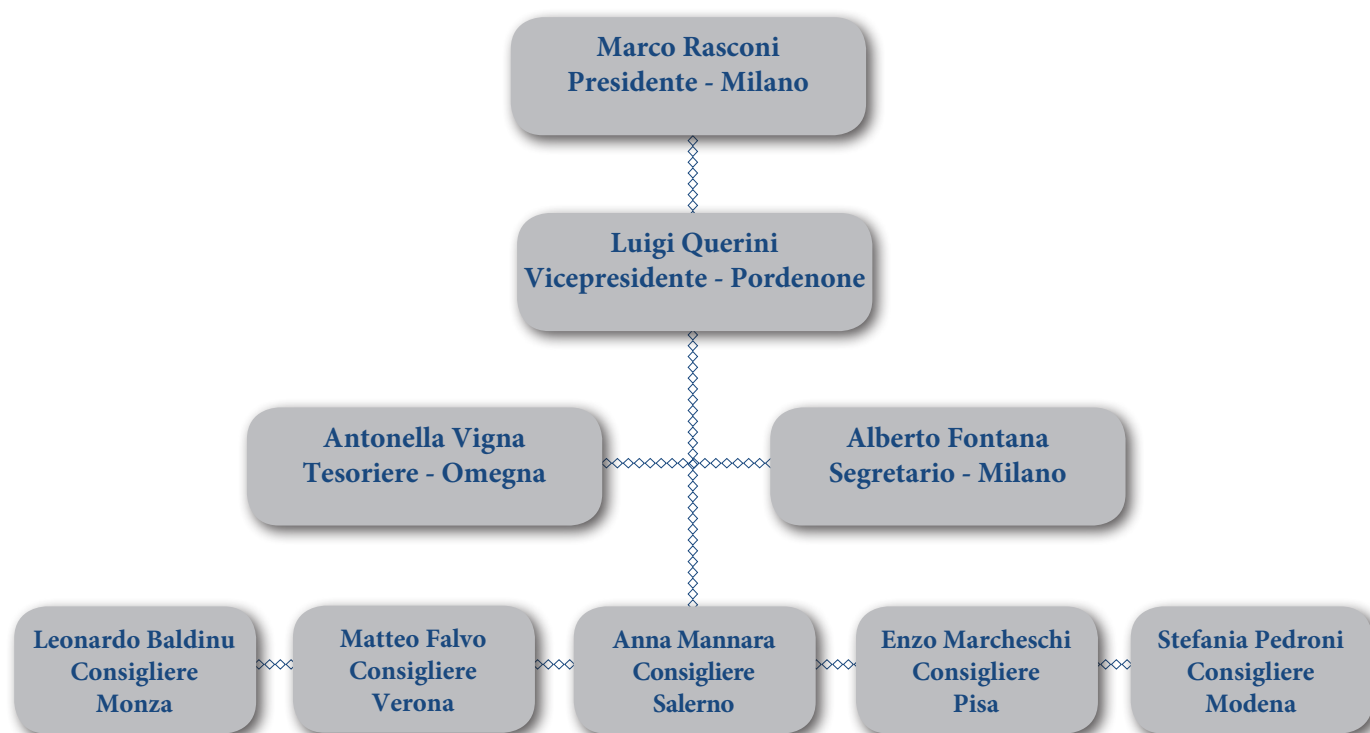 Marco Rasconi
Presidente - Milano
Luigi Querini
Vicepresidente - Pordenone
Antonella Vigna
Tesoriere - Omegna
Alberto Fontana
Segretario - Milano
Leonardo Baldinu
Consigliere
Monza
Matteo Falvo
Consigliere
Verona
Anna Mannara
Consigliere
Salerno
Enzo Marcheschi
Consigliere
Pisa
Stefania Pedroni
Consigliere
Modena